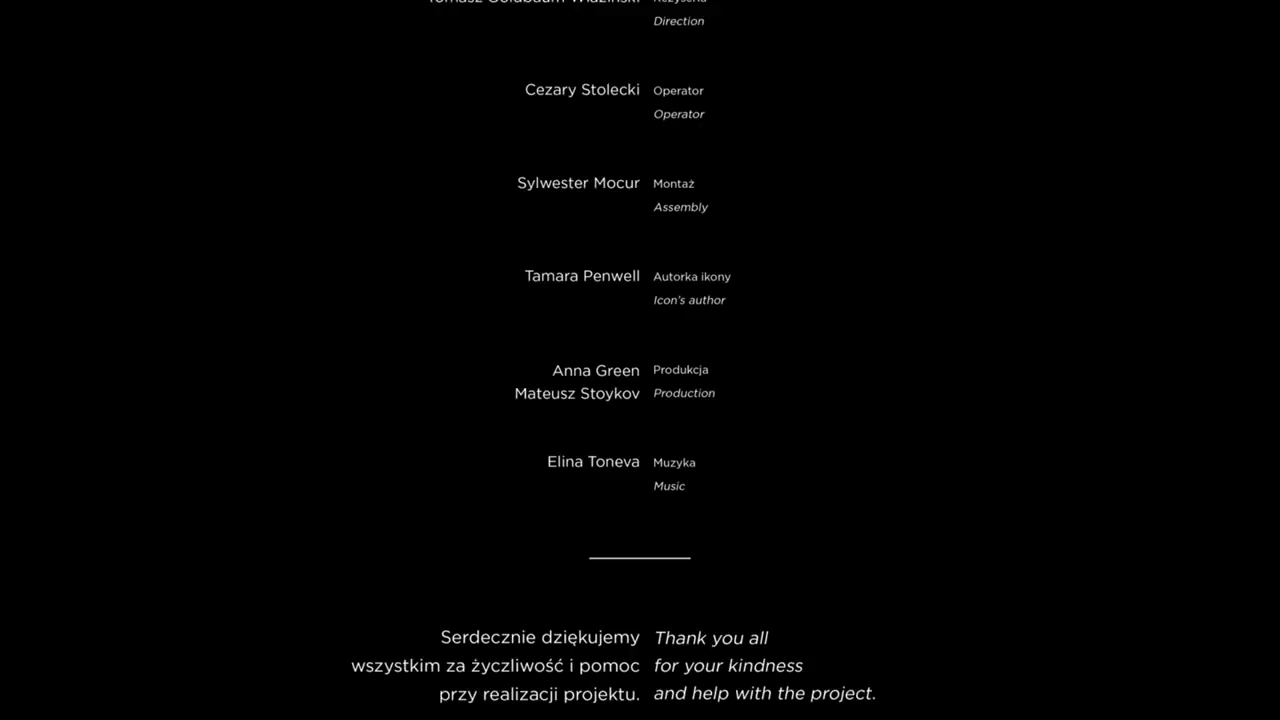 Direction
Cezary Stolecki Operator
Operator
Sylwester Mocur Montaż
Assembly
Tamara Penwell Autorka ikony
Icon's author
Anna Green Produkcja
Mateusz Stoykov Production
Elina Toneva Muzyka
Music
Serdecznie dziękujemy Thank you all
wszystkim za życzliwość i pomoc for your kindness
przy realizacji projektu. and help with the project.